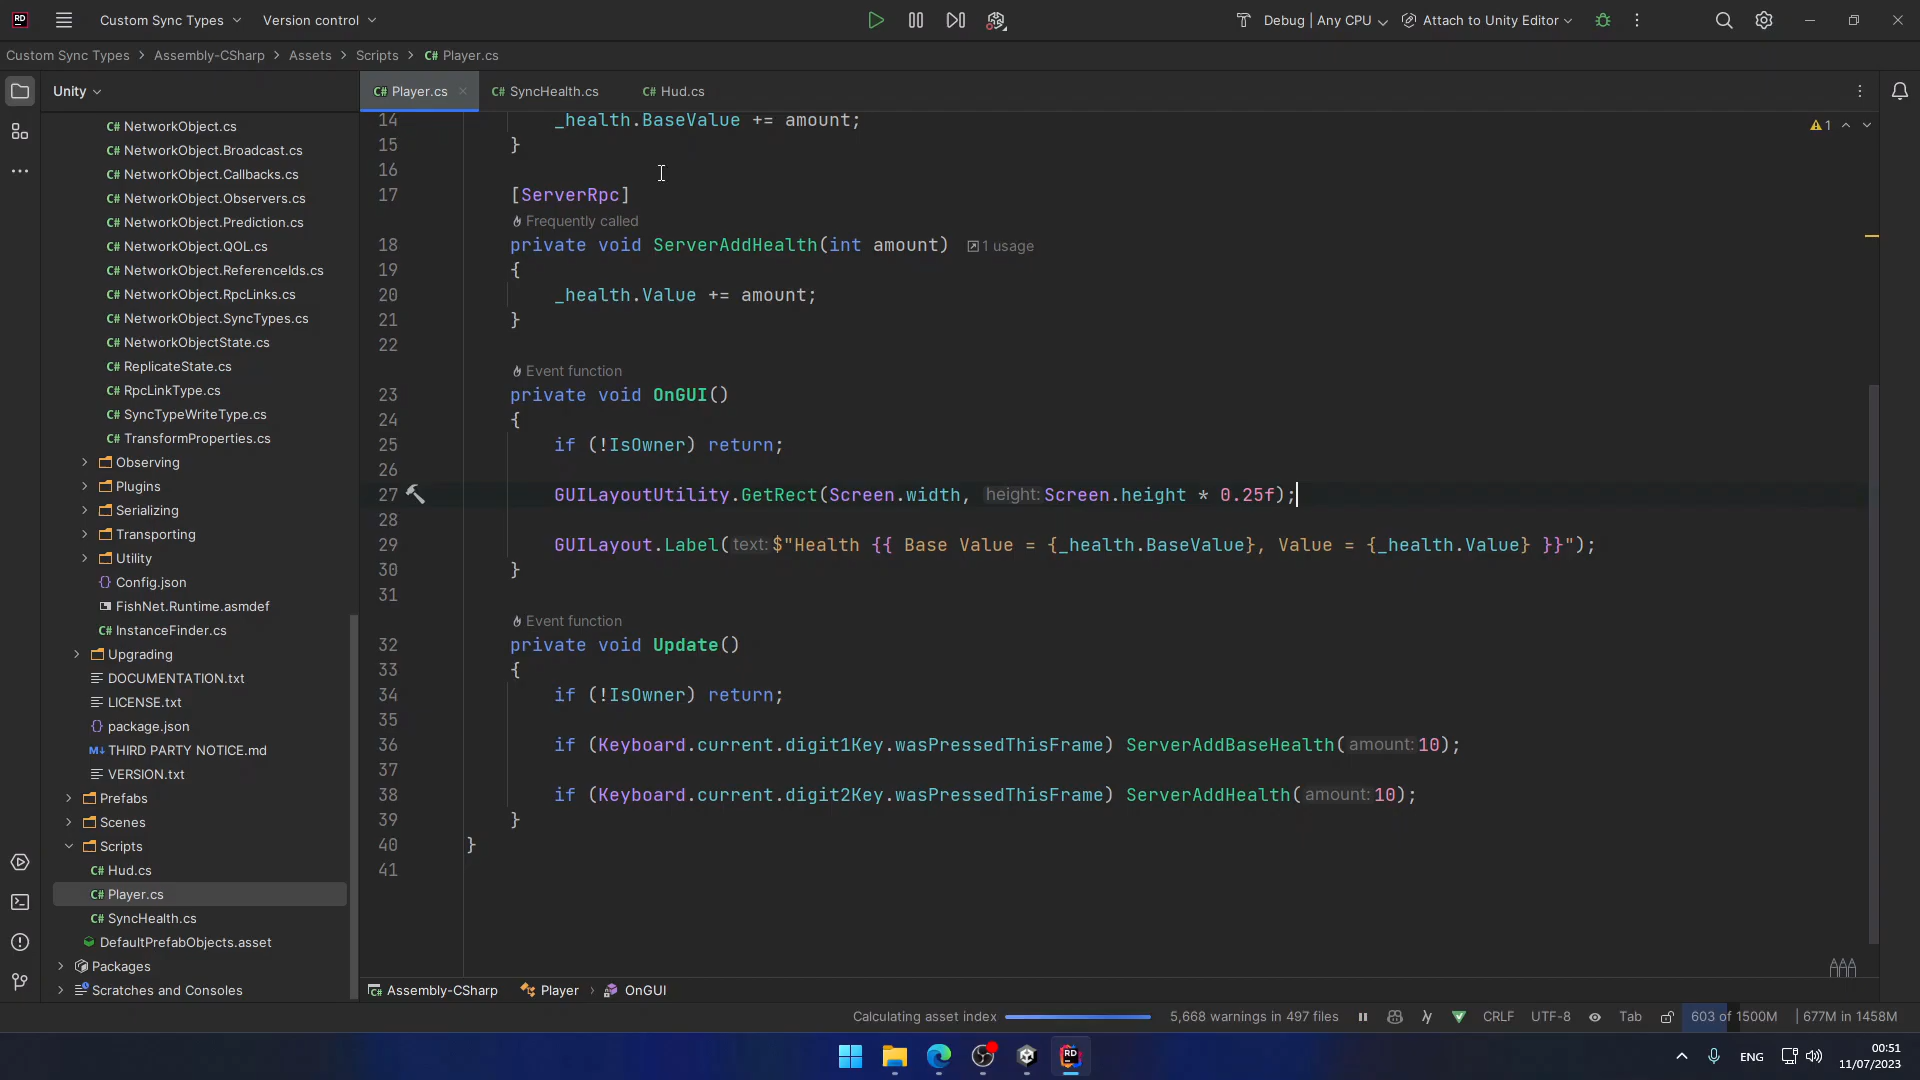 RD
Custom Sync Types
Version control
Debug | Any CPU
Attach to Unity Editor
Custom Sync Types > Assembly-CSharp > Assets > Scripts > C# Player.cs
Unity
C# Player.cs
C# SyncHealth.cs
C# Hud.cs
C# NetworkObject.cs
C# NetworkObject.Broadcast.cs
C# NetworkObject.Callbacks.cs
C# NetworkObject.Observers.cs
C# NetworkObject.Prediction.cs
C# NetworkObject.QOL.cs
C# NetworkObject.ReferenceIds.cs
C# NetworkObject.RpcLinks.cs
C# NetworkObject.SyncTypes.cs
C# NetworkObjectState.cs
C# ReplicateState.cs
C# RpcLinkType.cs
C# SyncTypeWriteType.cs
C# TransformProperties.cs
Observing
Plugins
Serializing
Transporting
Utility
{} Config.json
FishNet.Runtime.asmdef
C# InstanceFinder.cs
Upgrading
DOCUMENTATION.txt
LICENSE.txt
{} package.json
M↓ THIRD PARTY NOTICE.md
VERSION.txt
Prefabs
Scenes
Scripts
C# Hud.cs
C# Player.cs
C# SyncHealth.cs
DefaultPrefabObjects.asset
Packages
Scratches and Consoles
1
14 _health.BaseValue += amount;
15 }
16
17 [ServerRpc]
Frequently called
18 private void ServerAddHealth(int amount) 1 usage
19 {
20 _health.Value += amount;
21 }
22
Event function
23 private void OnGUI()
24 {
25 if (!IsOwner) return;
26
27 GUILayoutUtility.GetRect(Screen.width, height: Screen.height * 0.25f);
28
29 GUILayout.Label( text: $"Health {{ Base Value = {_health.BaseValue}, Value = {_health.Value} }}");
30 }
31
Event function
32 private void Update()
33 {
34 if (!IsOwner) return;
35
36 if (Keyboard.current.digit1Key.wasPressedThisFrame) ServerAddBaseHealth( amount: 10);
37
38 if (Keyboard.current.digit2Key.wasPressedThisFrame) ServerAddHealth( amount: 10);
39 }
40 }
41
Assembly-CSharp
Player > OnGUI
Calculating asset index
5,668 warnings in 497 files
CRLF
UTF-8
Tab
603 of 1500M
677M in 1458M
RD
ENG
00:51
11/07/2023